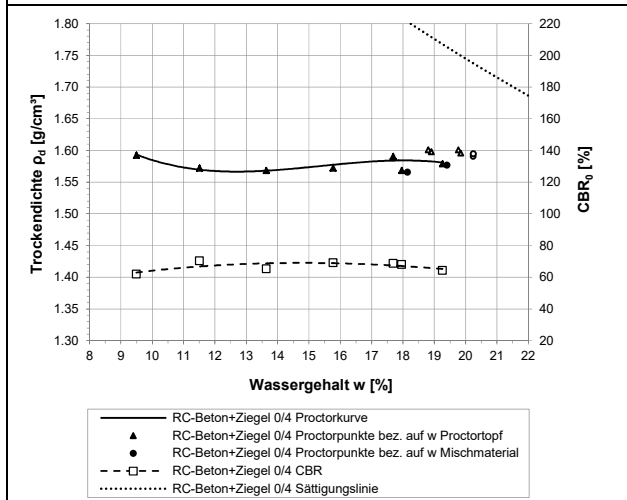 1.80
1.75
1.70
1.65
1.60
1.55
1.50
1.45
1.40
1.35
1.30
Trockendichte ρd [g/cm³]
220
200
180
160
140
120
100
80
60
40
20
CBR₀ [%]
8 9 10 11 12 13 14 15 16 17 18 19 20 21 22
Wassergehalt w [%]
RC-Beton+Ziegel 0/4 Proctorkurve
RC-Beton+Ziegel 0/4 Proctorpunkte bez. auf w Proctortopf
RC-Beton+Ziegel 0/4 Proctorpunkte bez. auf w Mischmaterial
RC-Beton+Ziegel 0/4 CBR
RC-Beton+Ziegel 0/4 Sättigungslinie